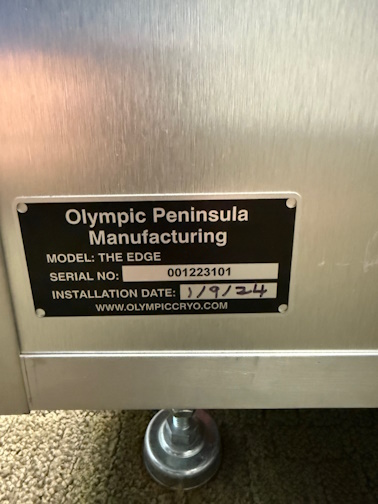 Olympic Peninsula
Manufacturing
MODEL: THE EDGE
SERIAL NO: 001223101
INSTALLATION DATE: 1/9/24
WWW.OLYMPICCRYO.COM